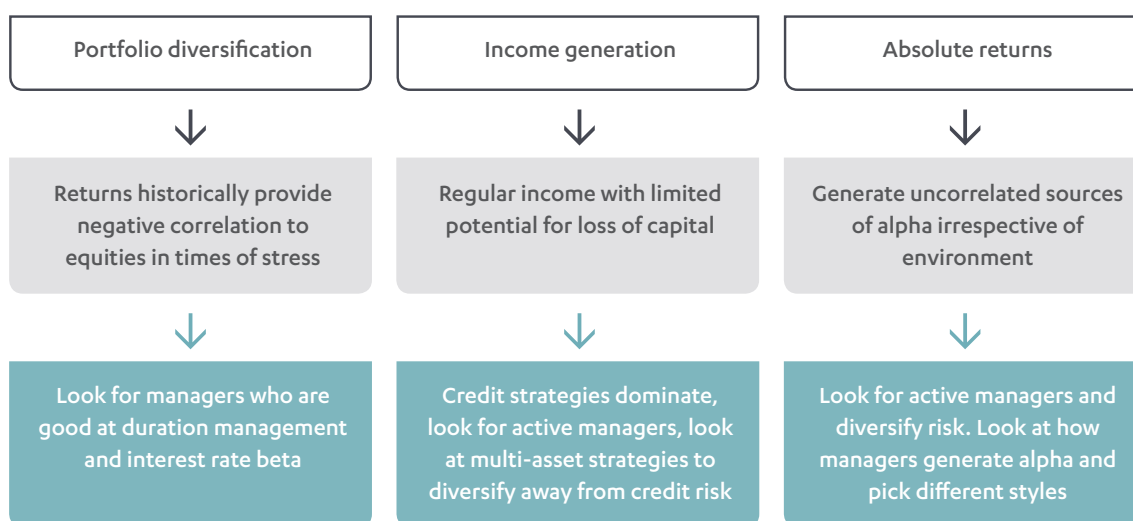 Portfolio diversification
Income generation
Absolute returns
Returns historically provide
negative correlation to
equities in times of stress
Regular income with limited
potential for loss of capital
Generate uncorrelated sources
of alpha irrespective of
environment
Look for managers who are
good at duration management
and interest rate beta
Credit strategies dominate,
look for active managers, look
at multi-asset strategies to
diversify away from credit risk
Look for active managers and
diversify risk. Look at how
managers generate alpha and
pick different styles